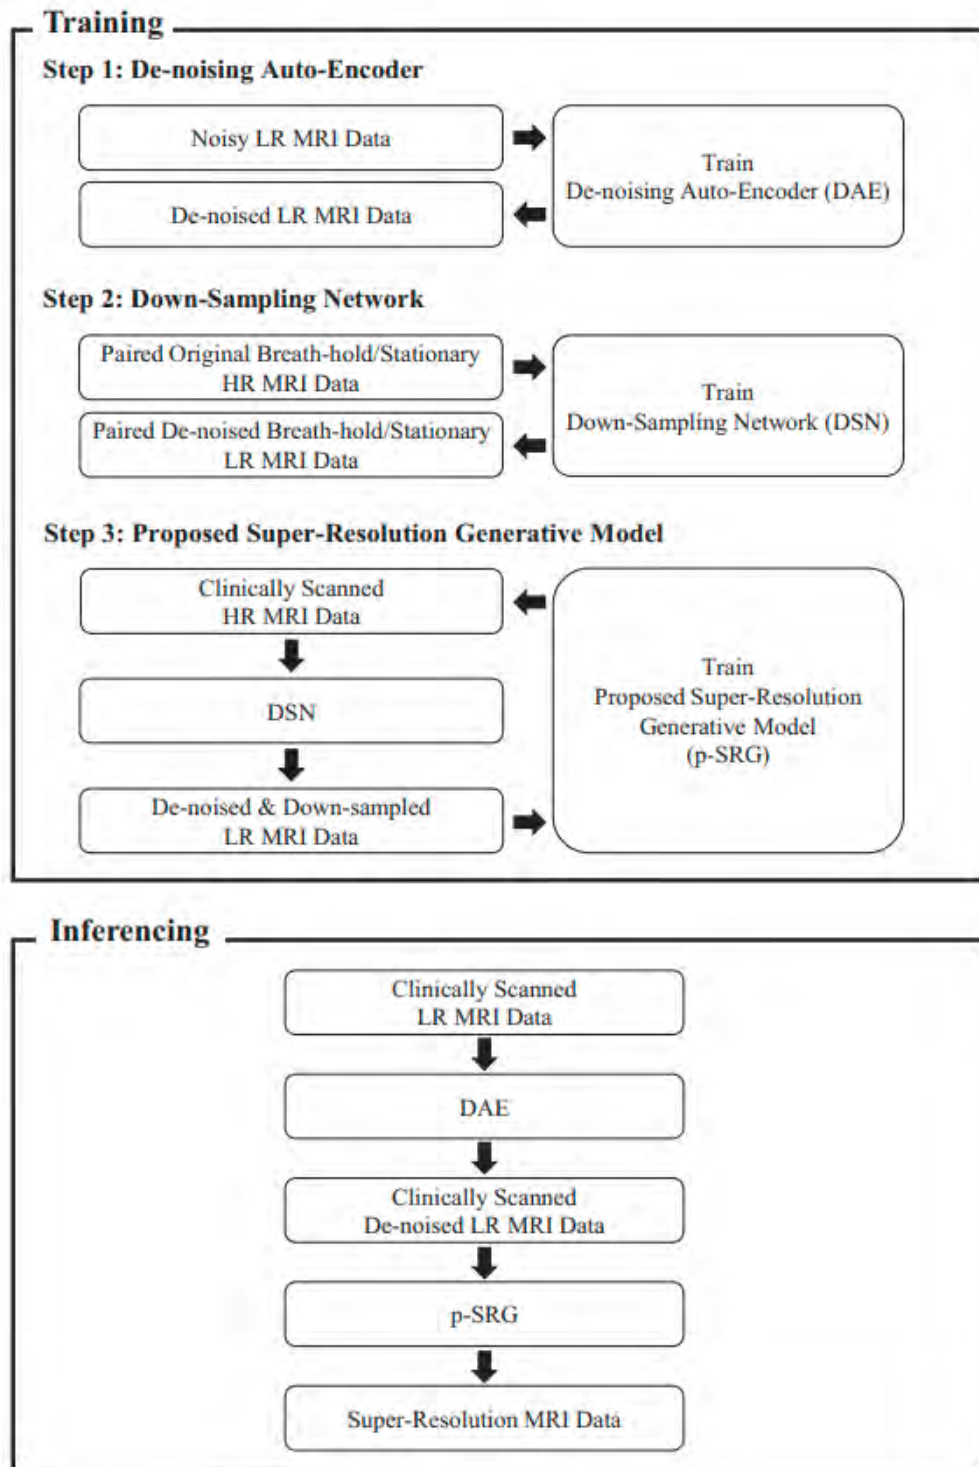 Training
Step 1: De-noising Auto-Encoder
Noisy LR MRI Data
De-noised LR MRI Data
Train
De-noising Auto-Encoder (DAE)
Step 2: Down-Sampling Network
Paired Original Breath-hold/Stationary
HR MRI Data
Paired De-noised Breath-hold/Stationary
LR MRI Data
Train
Down-Sampling Network (DSN)
Step 3: Proposed Super-Resolution Generative Model
Clinically Scanned
HR MRI Data
DSN
De-noised & Down-sampled
LR MRI Data
Train
Proposed Super-Resolution
Generative Model
(p-SRG)
Inferencing
Clinically Scanned
LR MRI Data
DAE
Clinically Scanned
De-noised LR MRI Data
p-SRG
Super-Resolution MRI Data